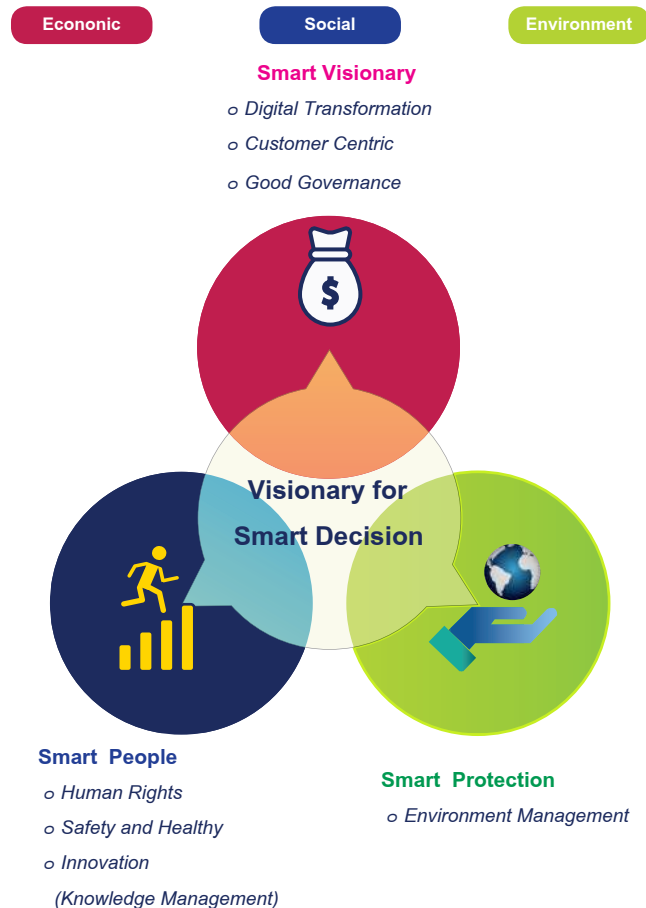 Econonic
Social
Environment
Smart Visionary
o Digital Transformation
o Customer Centric
o Good Governance
$
Visionary for
Smart Decision
Smart People
o Human Rights
o Safety and Healthy
o Innovation
(Knowledge Management)
Smart Protection
o Environment Management